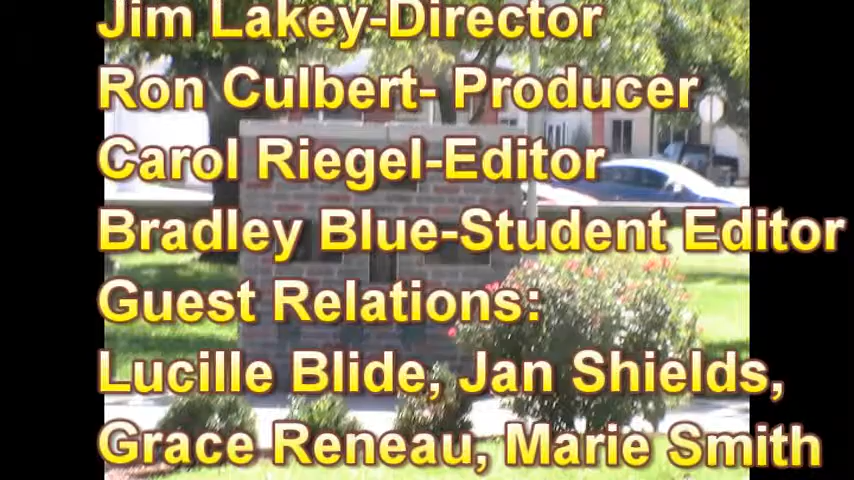 Jim Lakey-Director
Ron Culbert- Producer
Carol Riegel-Editor
Bradley Blue-Student Editor
Guest Relations:
Lucille Blide, Jan Shields,
Grace Reneau, Marie Smith